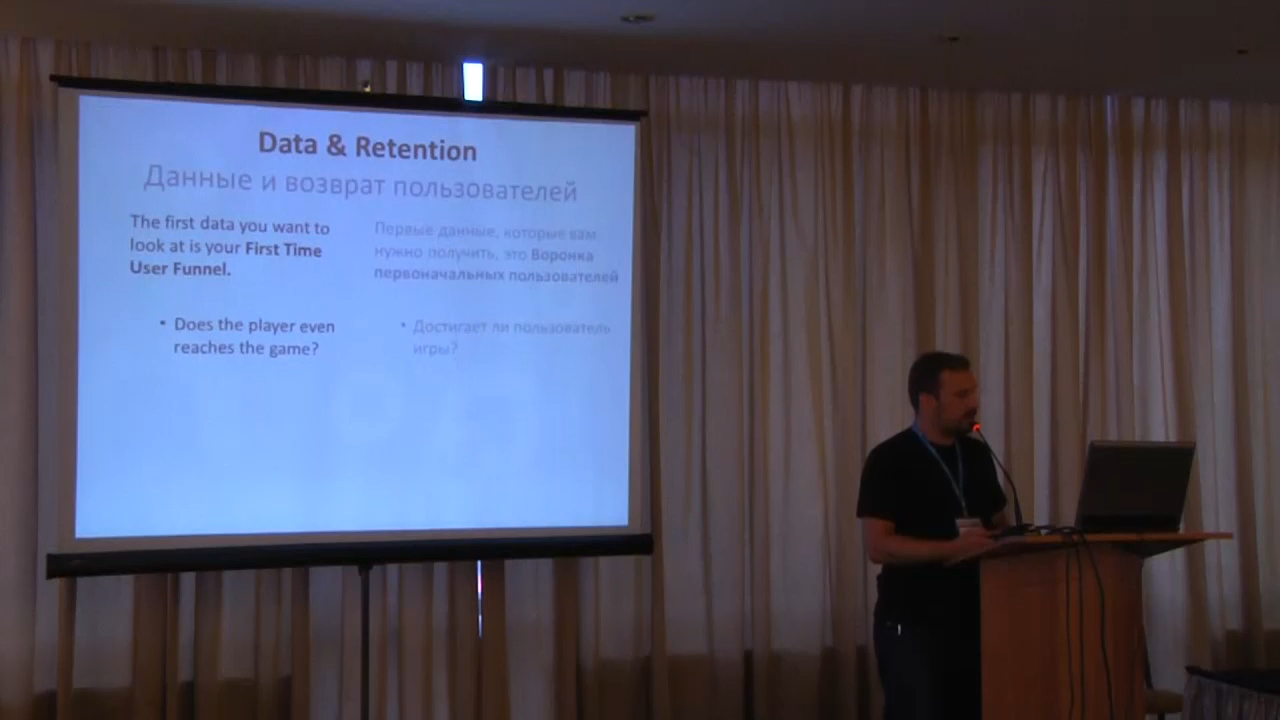 Data & Retention
Данные и возврат пользователей
The first data you want to
look at is your First Time
User Funnel.
• Does the player even
reaches the game?
Первые данные, которые вам
нужно получить, это Воронка
первоначальных пользователей
• Достигает ли пользователь
игры?